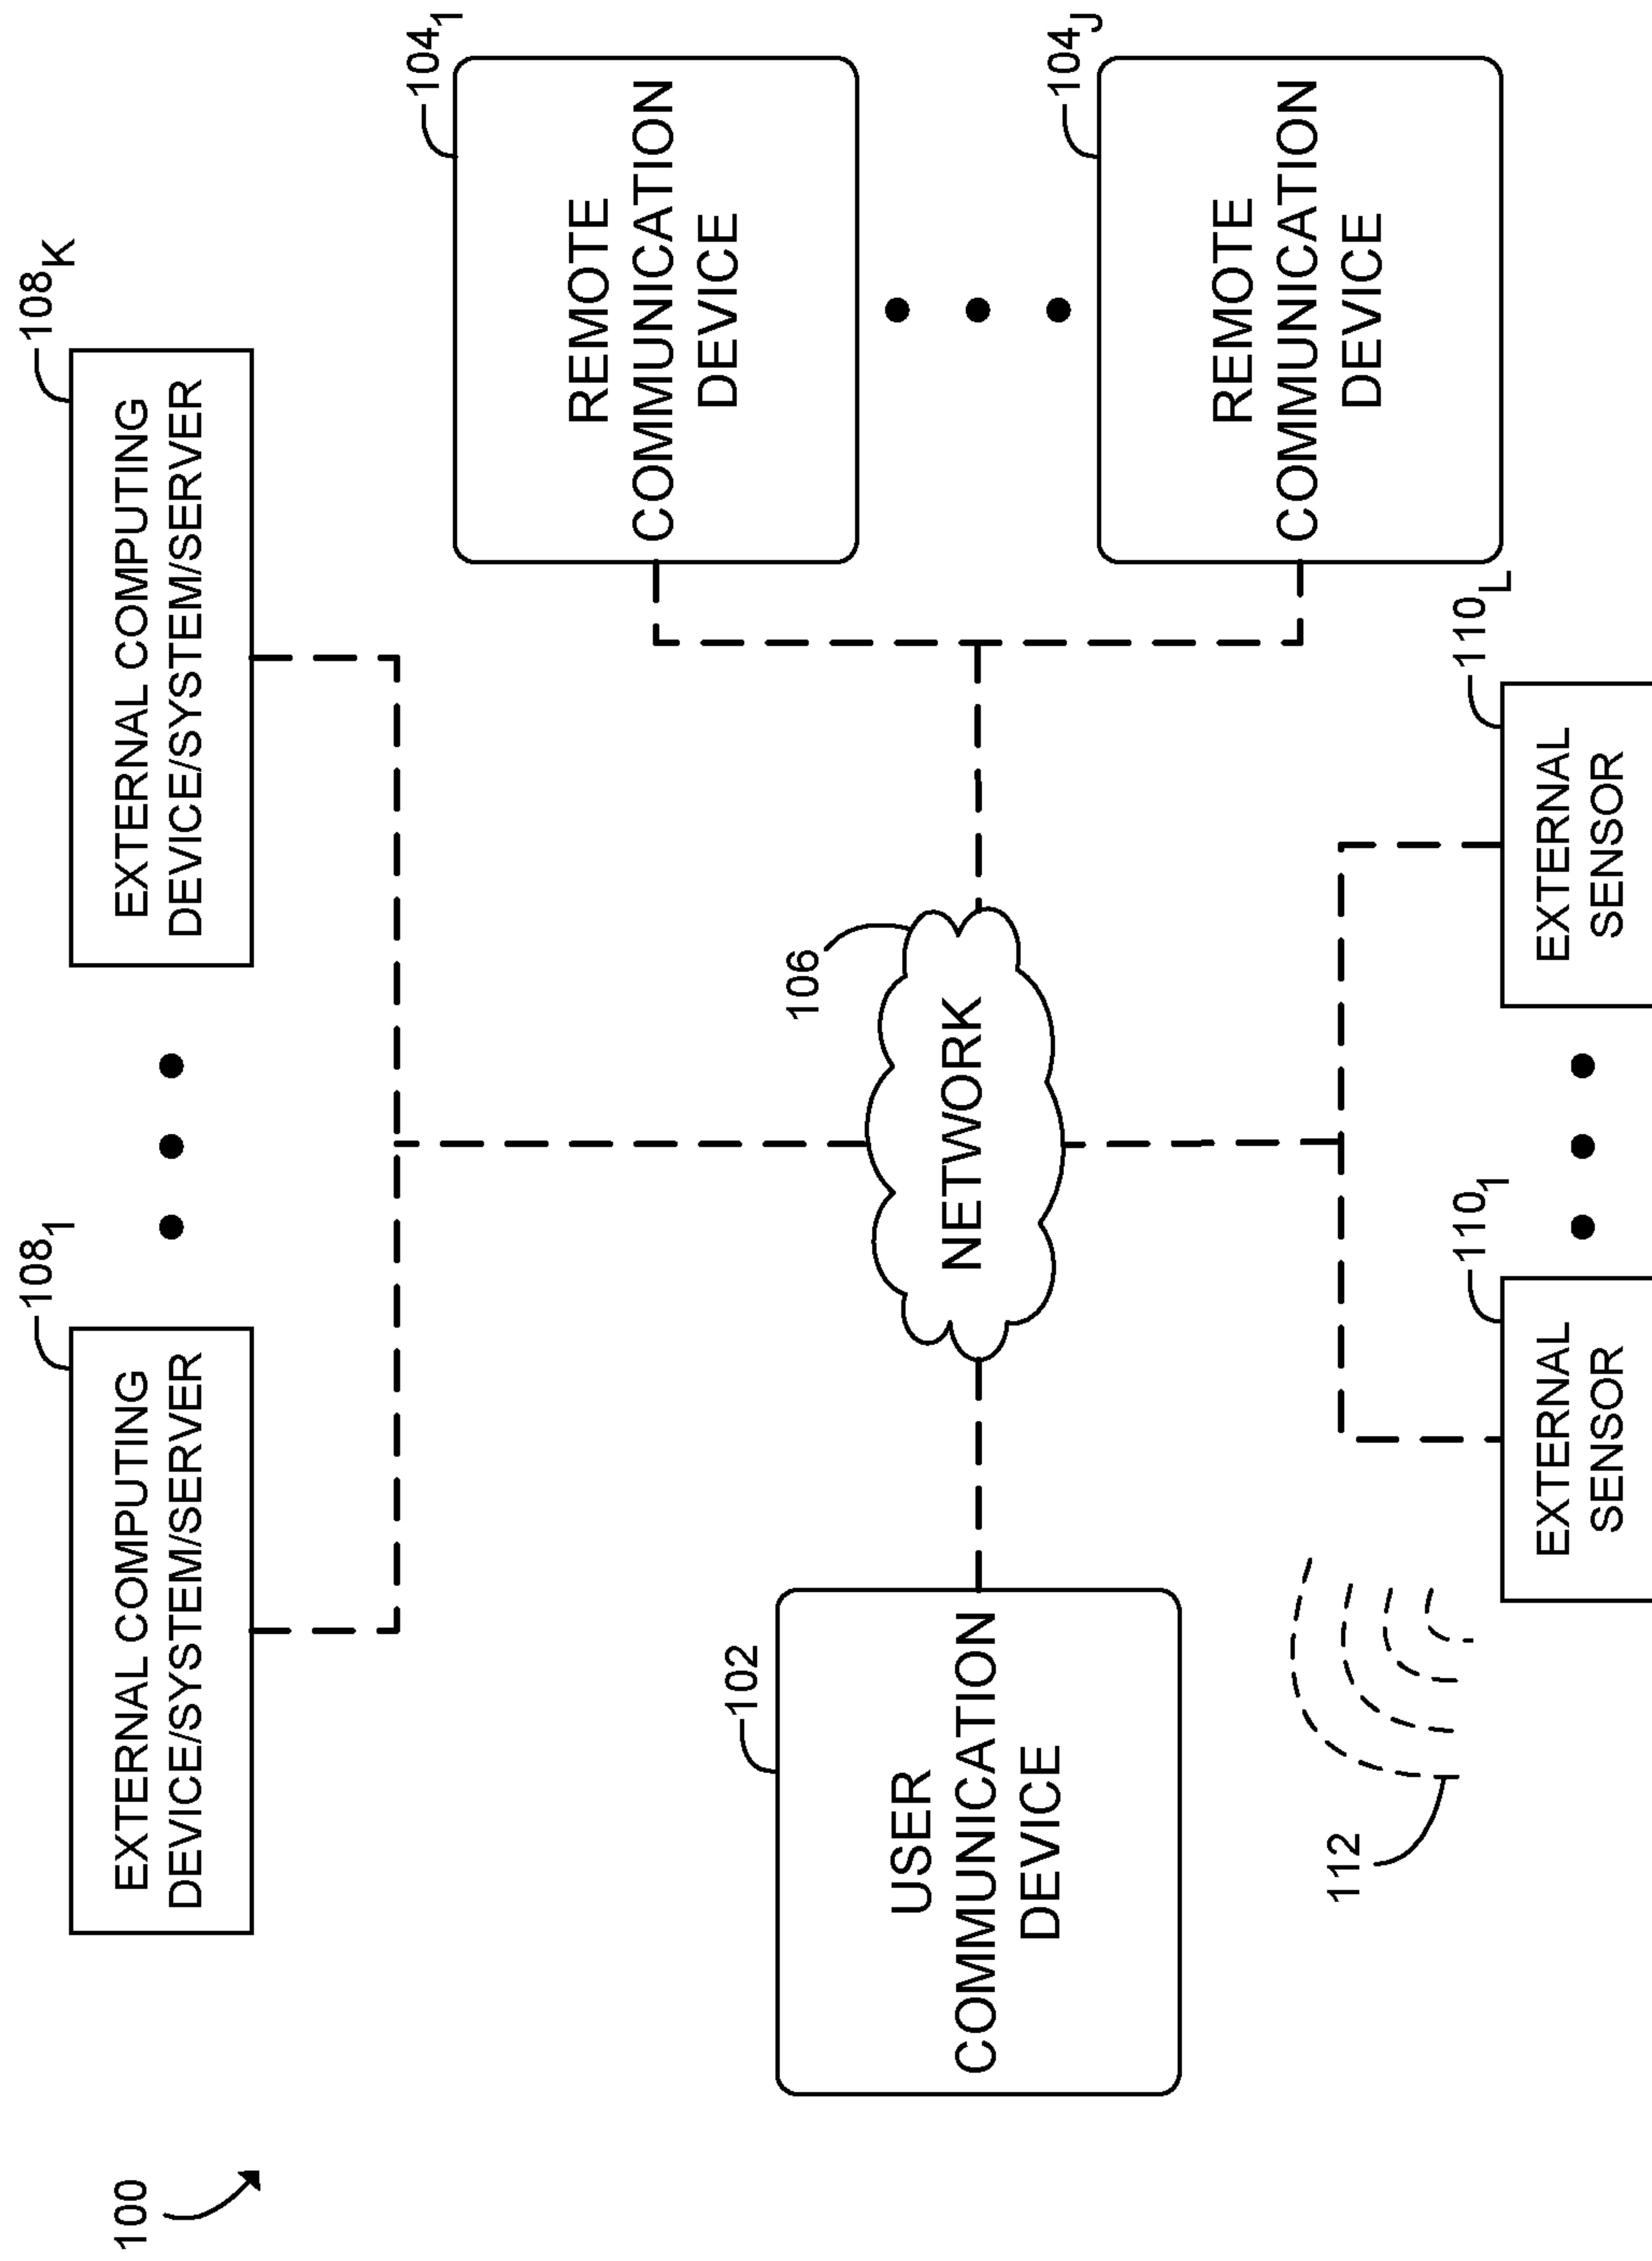 100
108₁
EXTERNAL COMPUTING
DEVICE/SYSTEM/SERVER
108K
EXTERNAL COMPUTING
DEVICE/SYSTEM/SERVER
102
USER
COMMUNICATION
DEVICE
106
NETWORK
104₁
REMOTE
COMMUNICATION
DEVICE
104J
REMOTE
COMMUNICATION
DEVICE
112
110₁
EXTERNAL
SENSOR
110L
EXTERNAL
SENSOR